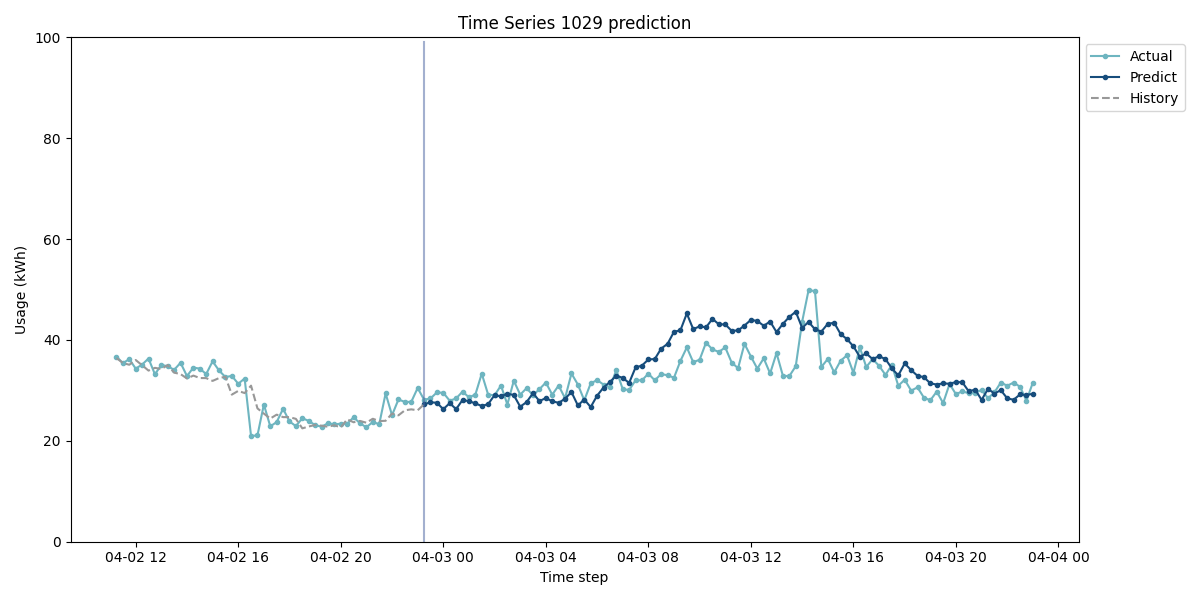 Time Series 1029 prediction
Usage (kWh)
100
80
60
40
20
0
04-02 12
04-02 16
04-02 20
04-03 00
04-03 04
04-03 08
04-03 12
04-03 16
04-03 20
04-04 00
Time step
Actual
Predict
History